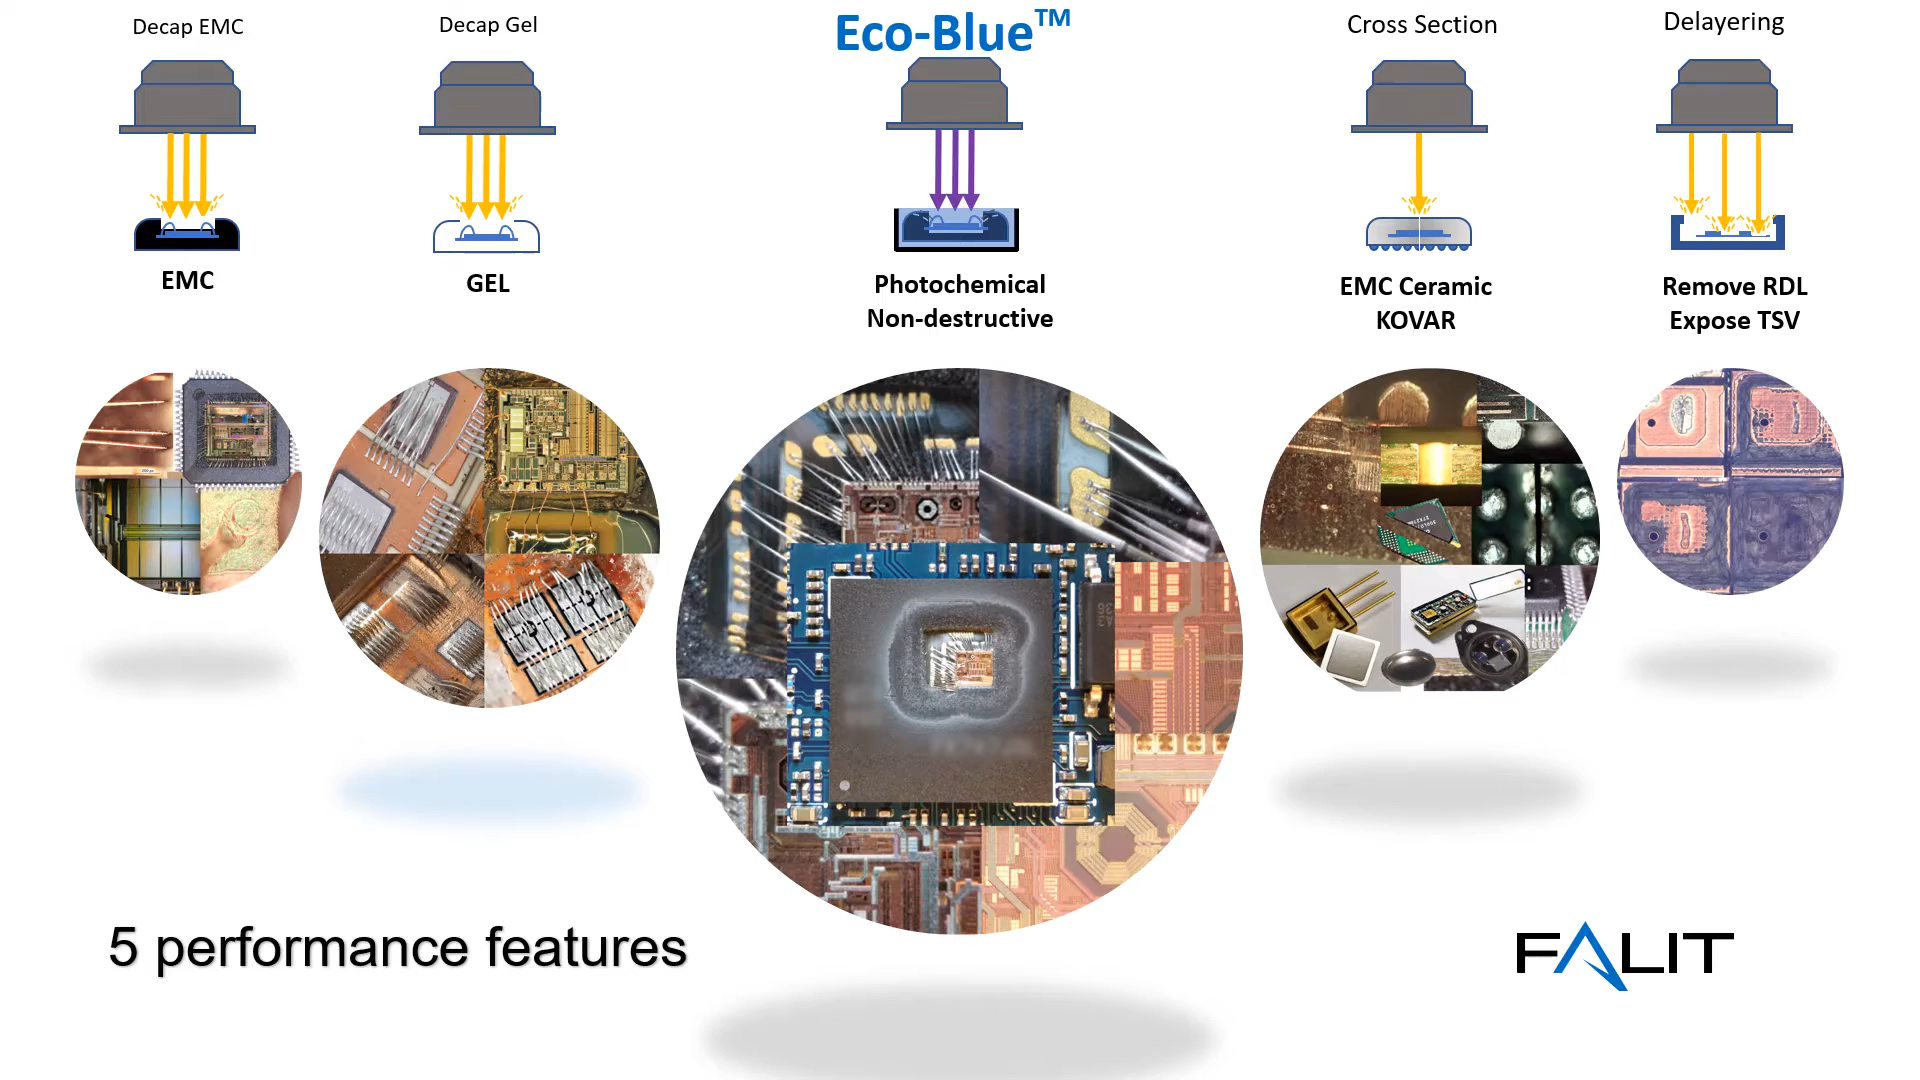 Decap EMC
Decap Gel
Eco-Blue™
Cross Section
Delayering
EMC
GEL
Photochemical
Non-destructive
EMC Ceramic
KOVAR
Remove RDL
Expose TSV
5 performance features
FALIT